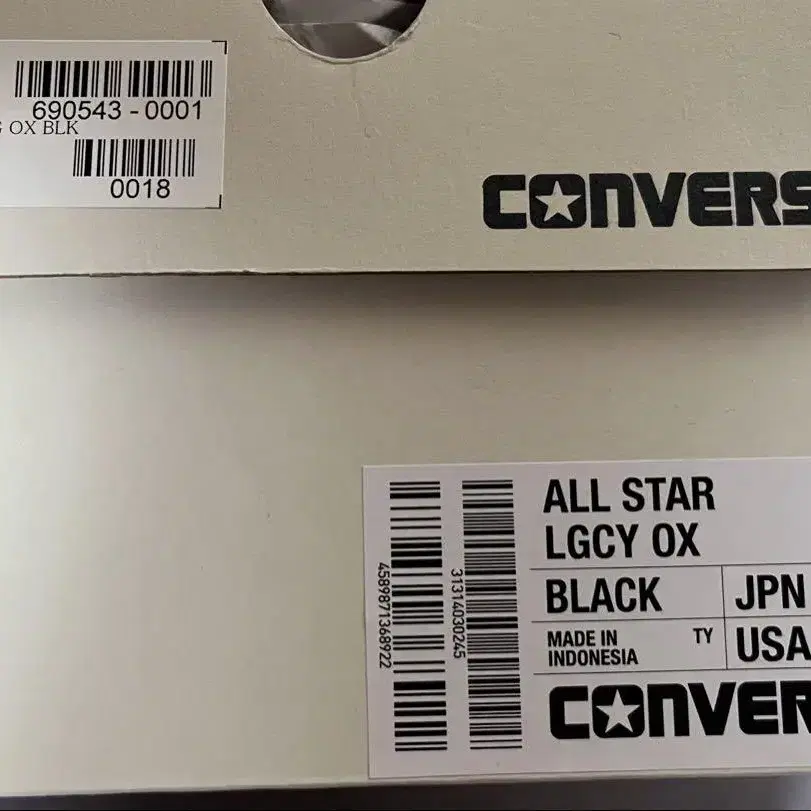 690543-0001
G OX BLK
0018
CONVERS
4589871368922
31314030245
ALL STAR
LGCY OX
BLACK
JPN
MADE IN
INDONESIA
TY
USA
CONVER